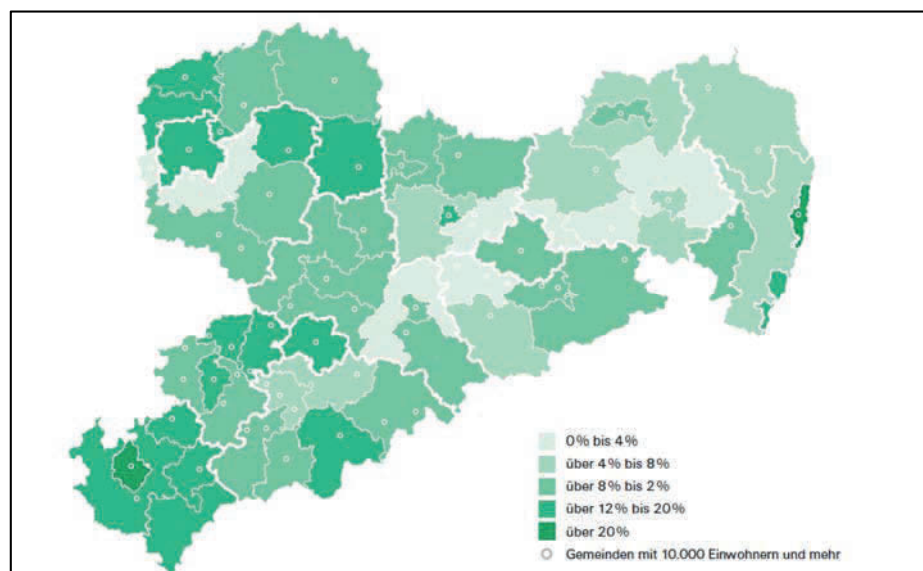 0% bis 4%
über 4% bis 8%
über 8% bis 2%
über 12% bis 20%
über 20%
Gemeinden mit 10.000 Einwohnern und mehr